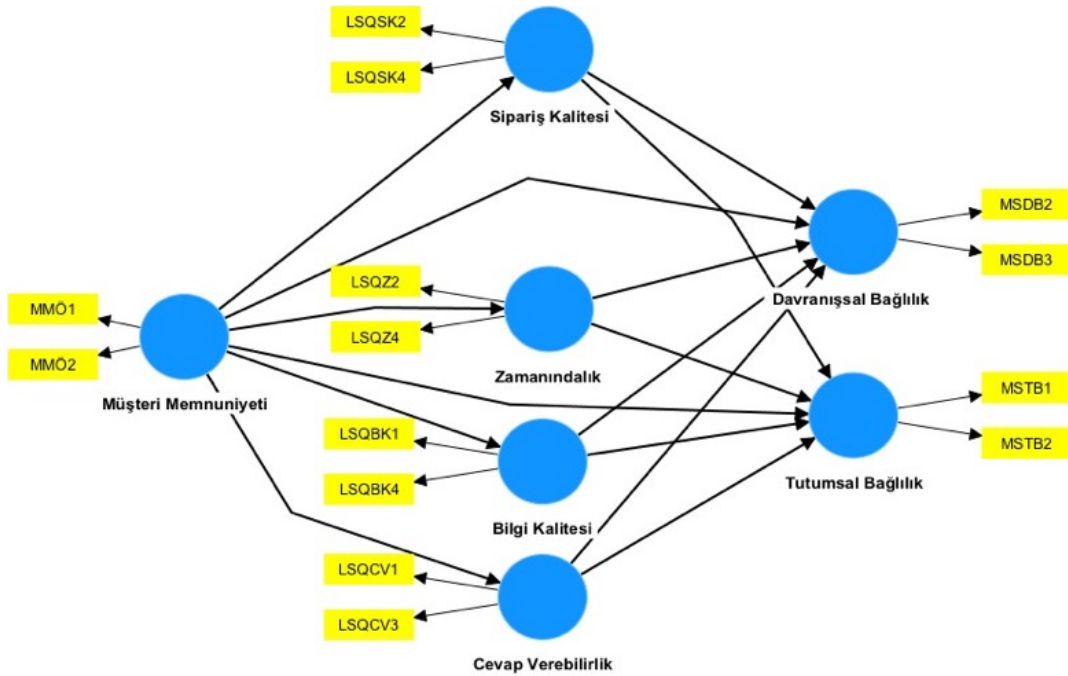 LSQSK2
LSQSK4
Sipariş Kalitesi
MSDB2
MSDB3
Davranışsal Bağlılık
LSQZ2
LSQZ4
Zamanındalık
MMÖ1
MMÖ2
Müşteri Memnuniyeti
MSTB1
MSTB2
Tutumsal Bağlılık
LSQBK1
LSQBK4
Bilgi Kalitesi
LSQCV1
LSQCV3
Cevap Verebilirlik